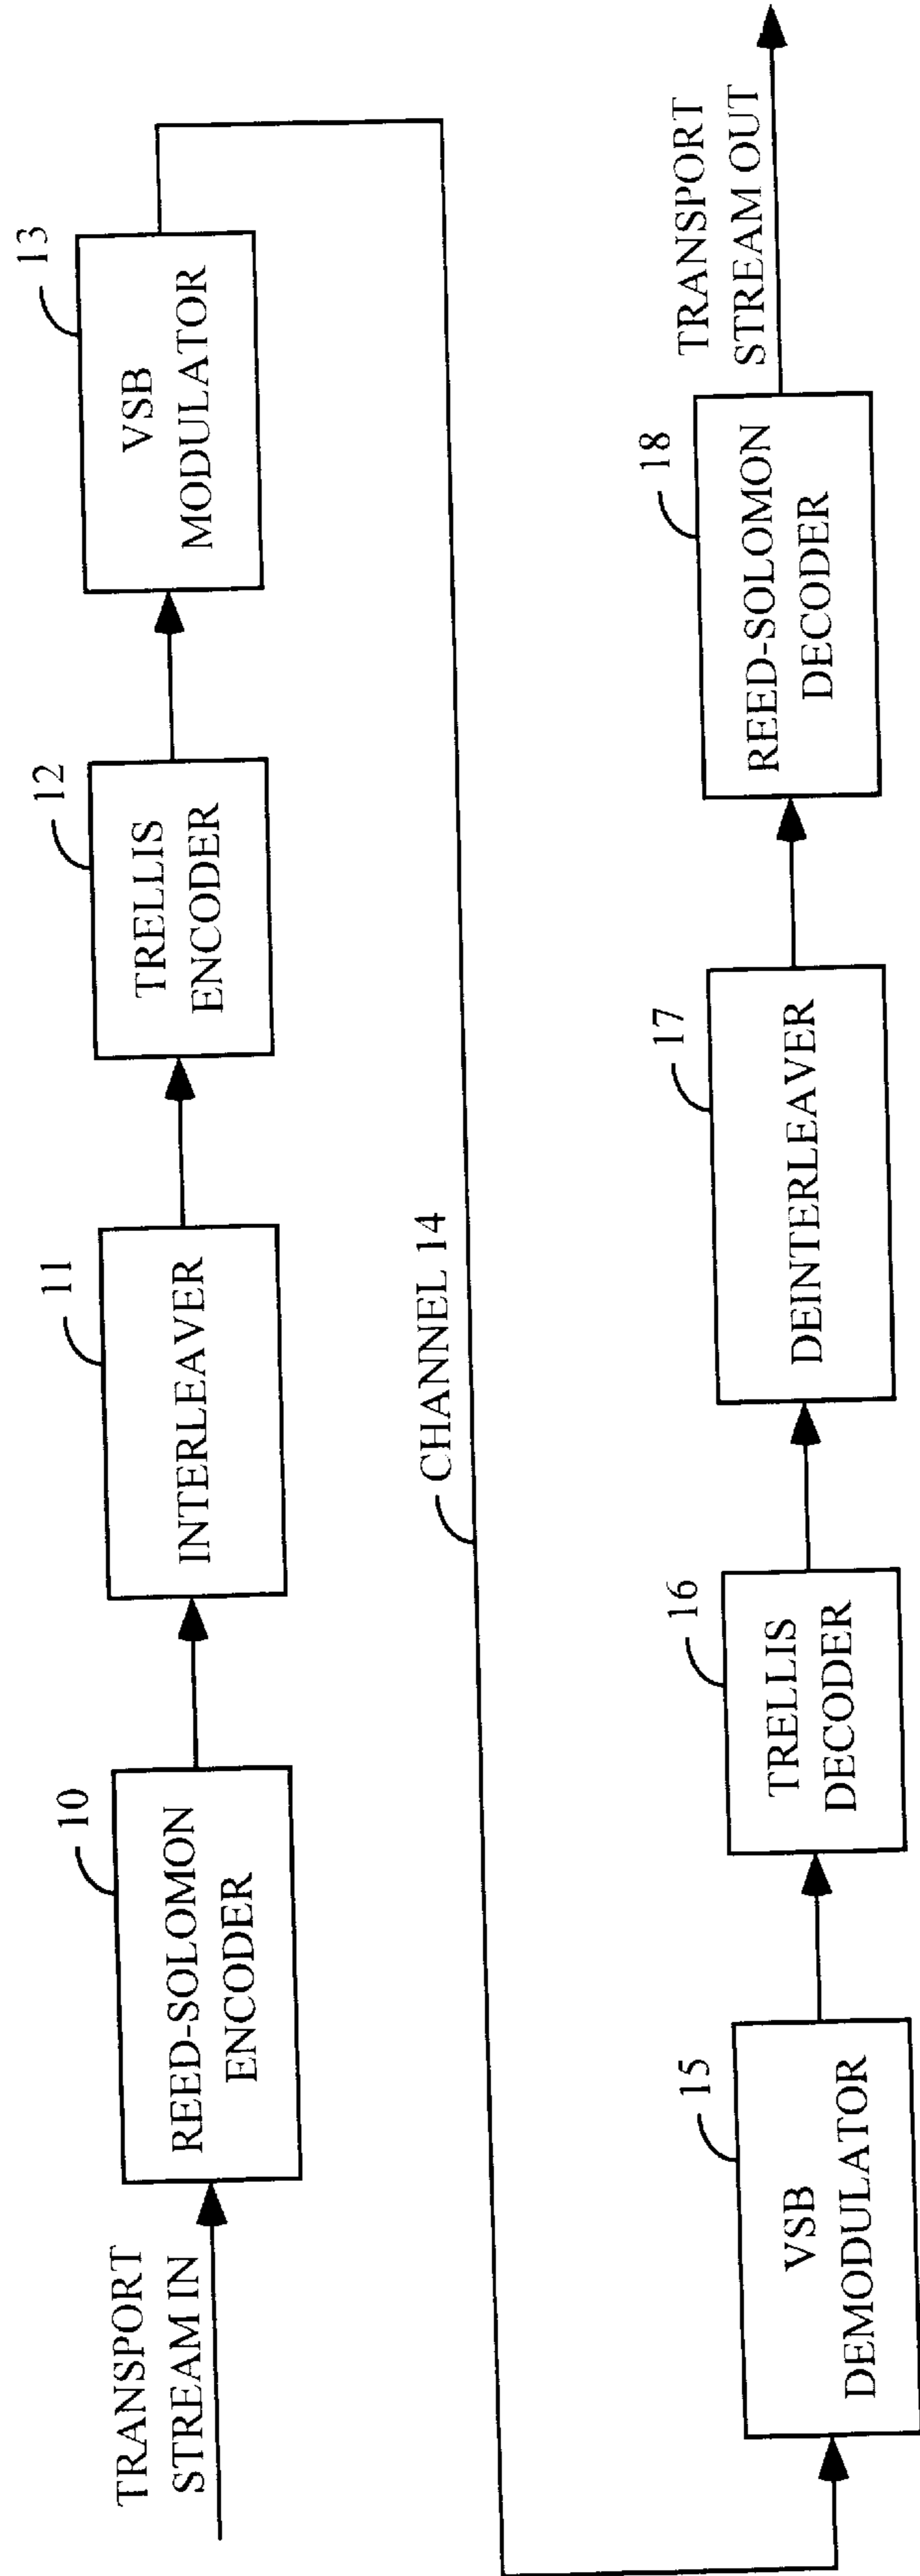 TRANSPORT
STREAM IN
10
REED-SOLOMON
ENCODER
11
INTERLEAVER
12
TRELLIS
ENCODER
13
VSB
MODULATOR
CHANNEL 14
15
VSB
DEMODULATOR
16
TRELLIS
DECODER
17
DEINTERLEAVER
18
REED-SOLOMON
DECODER
TRANSPORT
STREAM OUT